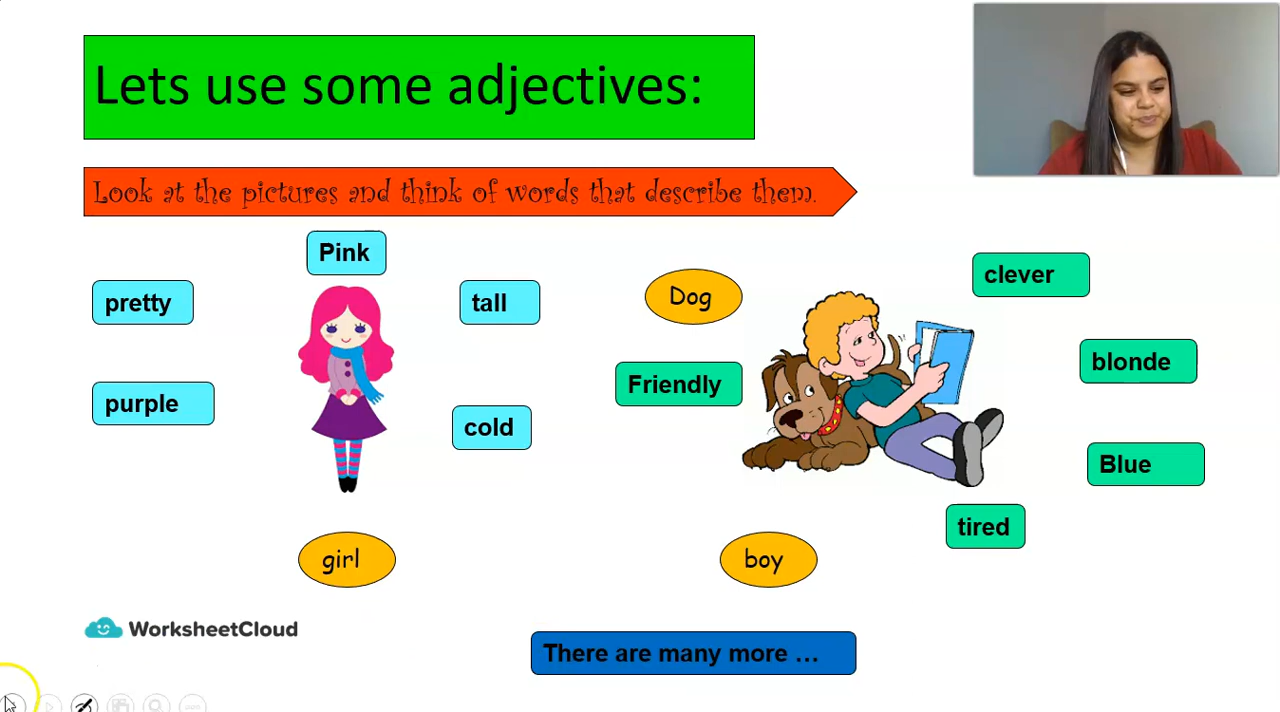 Lets use some adjectives:
Look at the pictures and think of words that describe them.
Pink
pretty
tall
purple
cold
girl
Dog
Friendly
clever
blonde
Blue
tired
boy
WorksheetCloud
There are many more …